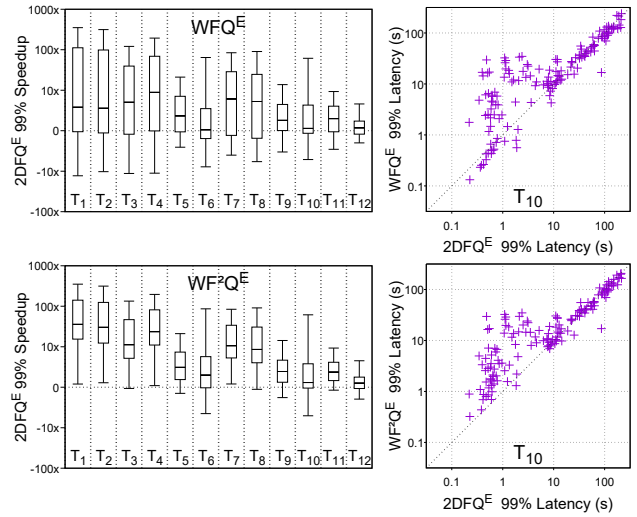 WFQ^E
2DFQ^E 99% Speedup
1000x
100x
10x
0
-10x
-100x
T1 T2 T3 T4 T5 T6 T7 T8 T9 T10 T11 T12
WFQ^E 99% Latency (s)
100
10
1
0.1
T10
0.1 1 10 100
2DFQ^E 99% Latency (s)
WF²Q^E
2DFQ^E 99% Speedup
1000x
100x
10x
0
-10x
-100x
T1 T2 T3 T4 T5 T6 T7 T8 T9 T10 T11 T12
WF²Q^E 99% Latency (s)
100
10
1
0.1
T10
0.1 1 10 100
2DFQ^E 99% Latency (s)